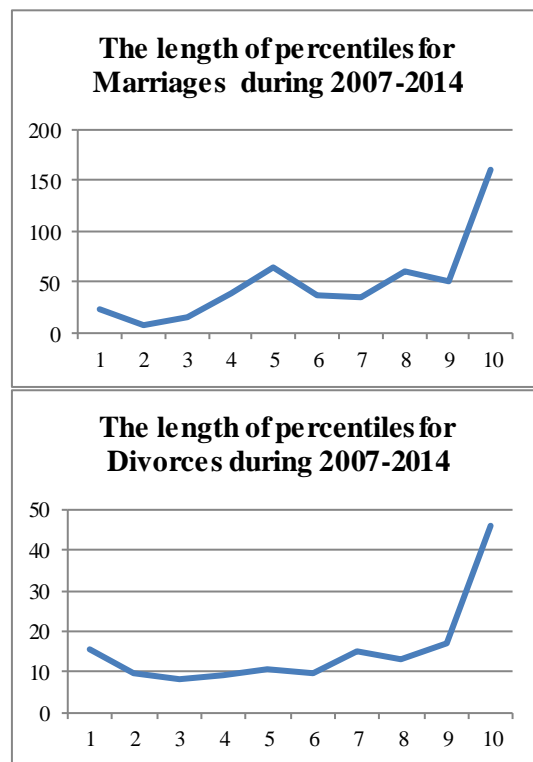 The length of percentiles for
Marriages during 2007-2014
200
150
100
50
0
1 2 3 4 5 6 7 8 9 10
The length of percentiles for
Divorces during 2007-2014
50
40
30
20
10
0
1 2 3 4 5 6 7 8 9 10